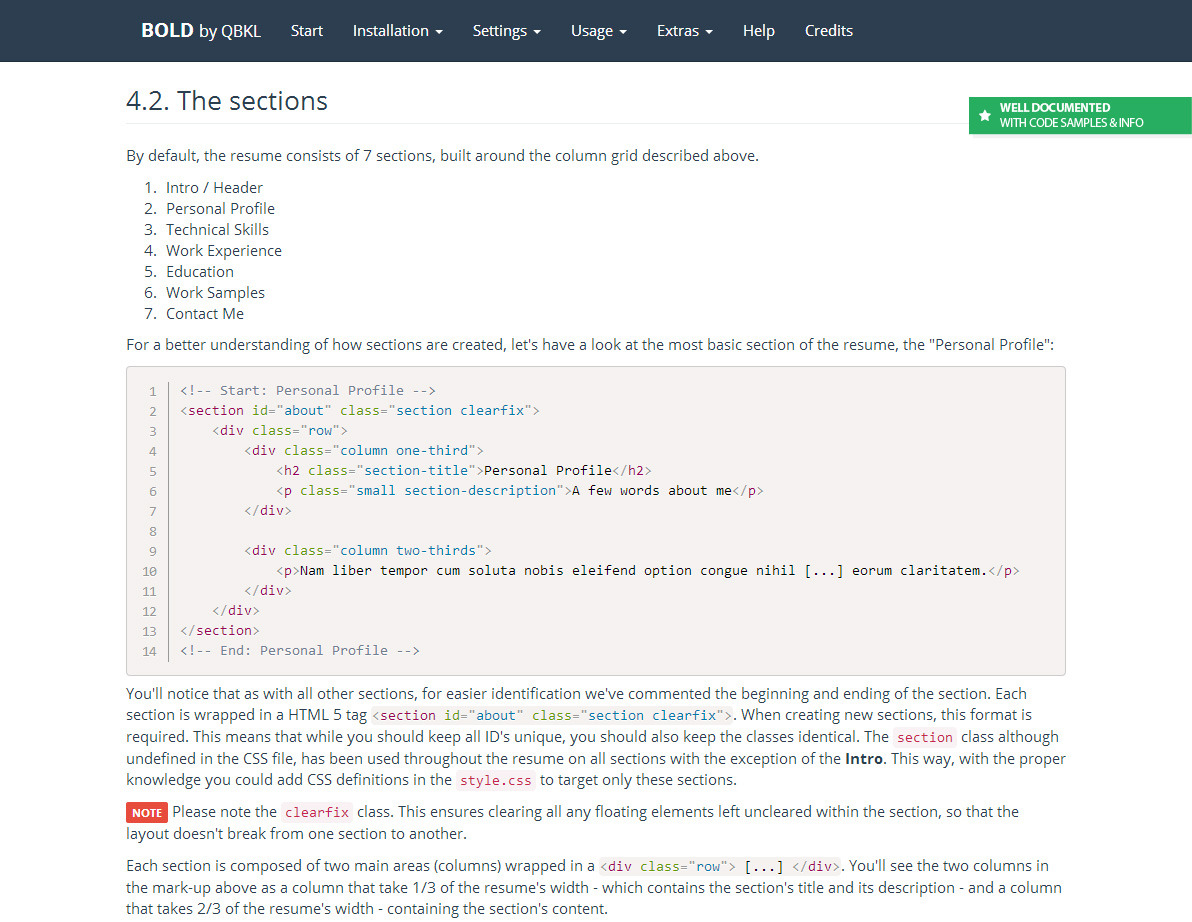 BOLD by QBKL Start Installation Settings Usage Extras Help Credits
4.2. The sections
WELL DOCUMENTED
WITH CODE SAMPLES & INFO
By default, the resume consists of 7 sections, built around the column grid described above.
1. Intro / Header
2. Personal Profile
3. Technical Skills
4. Work Experience
5. Education
6. Work Samples
7. Contact Me
For a better understanding of how sections are created, let's have a look at the most basic section of the resume, the "Personal Profile":
1 <!-- Start: Personal Profile -->
2 <section id="about" class="section clearfix">
3     <div class="row">
4         <div class="column one-third">
5             <h2 class="section-title">Personal Profile</h2>
6             <p class="small section-description">A few words about me</p>
7         </div>
8
9         <div class="column two-thirds">
10             <p>Nam liber tempor cum soluta nobis eleifend option congue nihil [...] eorum claritatem.</p>
11         </div>
12     </div>
13 </section>
14 <!-- End: Personal Profile -->
You'll notice that as with all other sections, for easier identification we've commented the beginning and ending of the section. Each
section is wrapped in a HTML 5 tag <section id="about" class="section clearfix">. When creating new sections, this format is
required. This means that while you should keep all ID's unique, you should also keep the classes identical. The section class although
undefined in the CSS file, has been used throughout the resume on all sections with the exception of the Intro. This way, with the proper
knowledge you could add CSS definitions in the style.css to target only these sections.
NOTE Please note the clearfix class. This ensures clearing all any floating elements left uncleared within the section, so that the
layout doesn't break from one section to another.
Each section is composed of two main areas (columns) wrapped in a <div class="row"> [...] </div>. You'll see the two columns in
the mark-up above as a column that take 1/3 of the resume's width - which contains the section's title and its description - and a column
that takes 2/3 of the resume's width - containing the section's content.